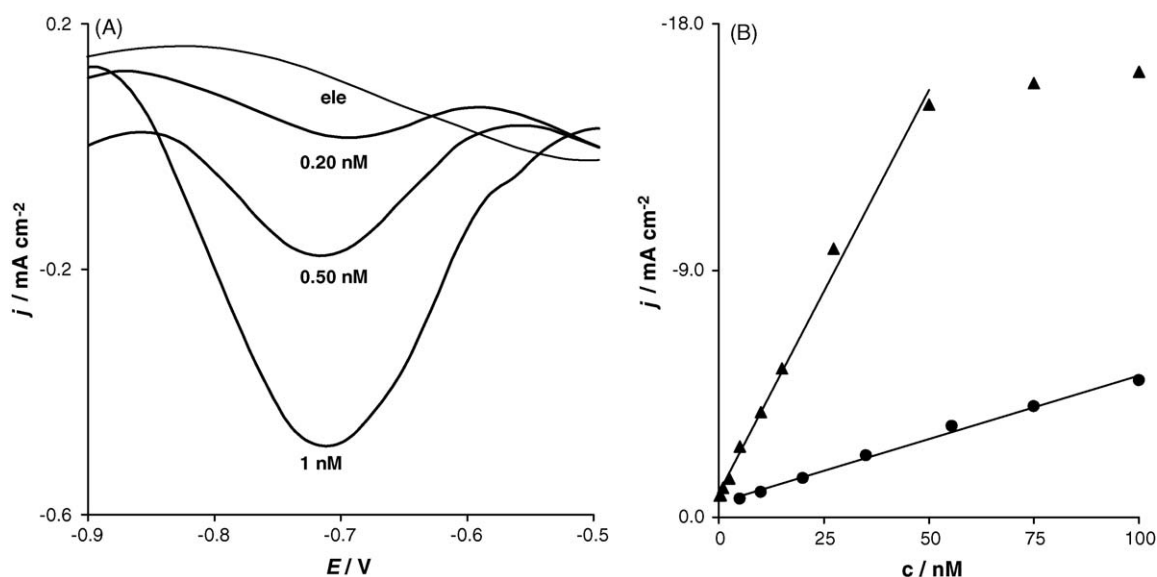 (A)
0.2
-0.2
-0.6
j / mA cm-2
ele
0.20 nM
0.50 nM
1 nM
-0.9 -0.8 -0.7 -0.6 -0.5
E / V
(B)
-18.0
-9.0
0.0
j / mA cm-2
0 25 50 75 100
c / nM